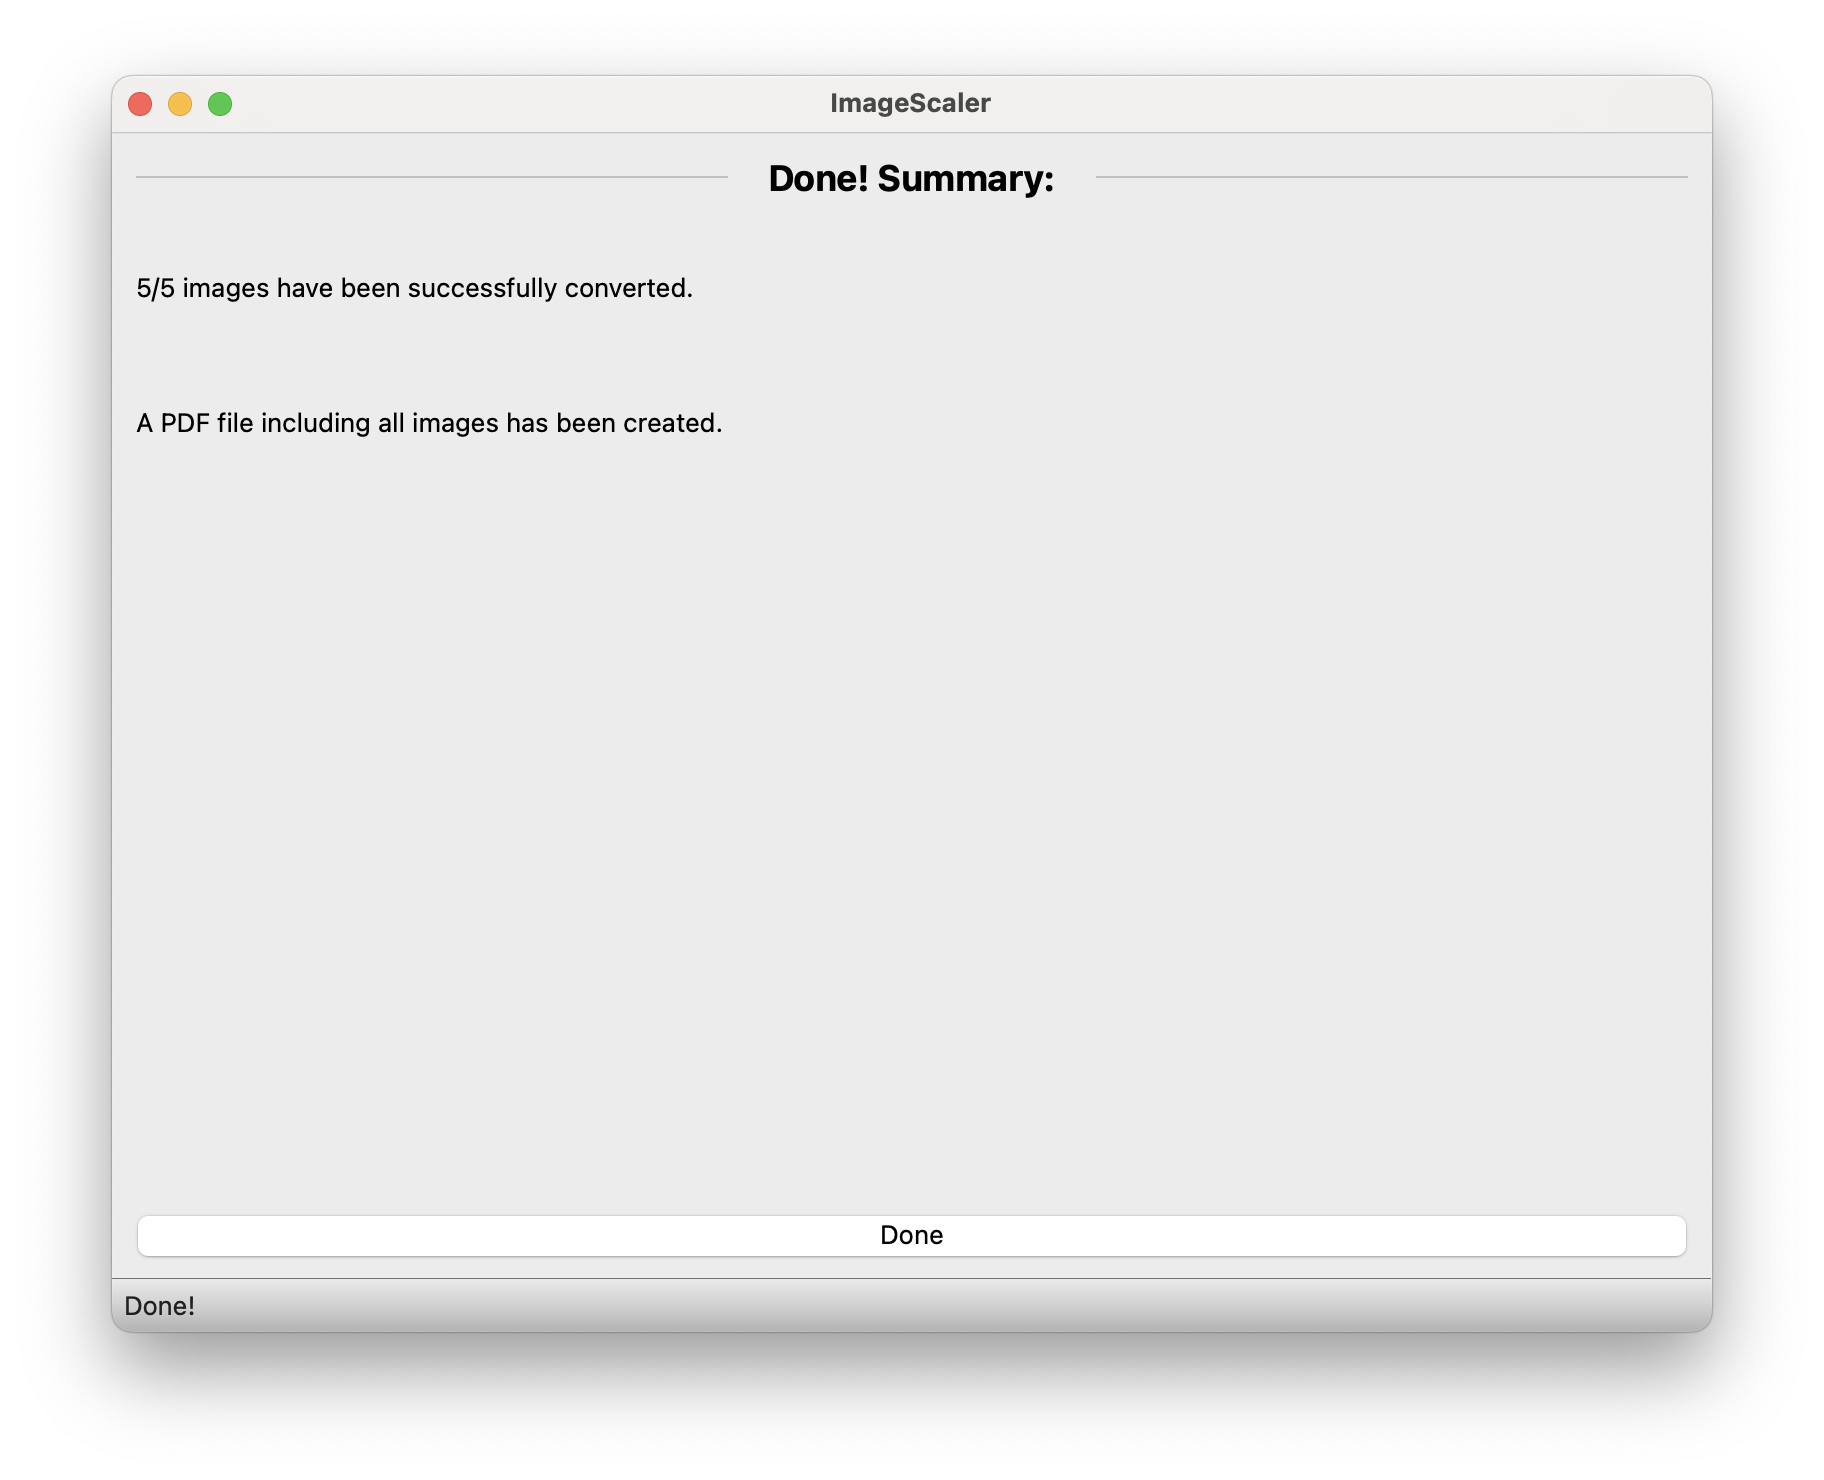 ImageScaler
Done! Summary:
5/5 images have been successfully converted.
A PDF file including all images has been created.
Done
Done!